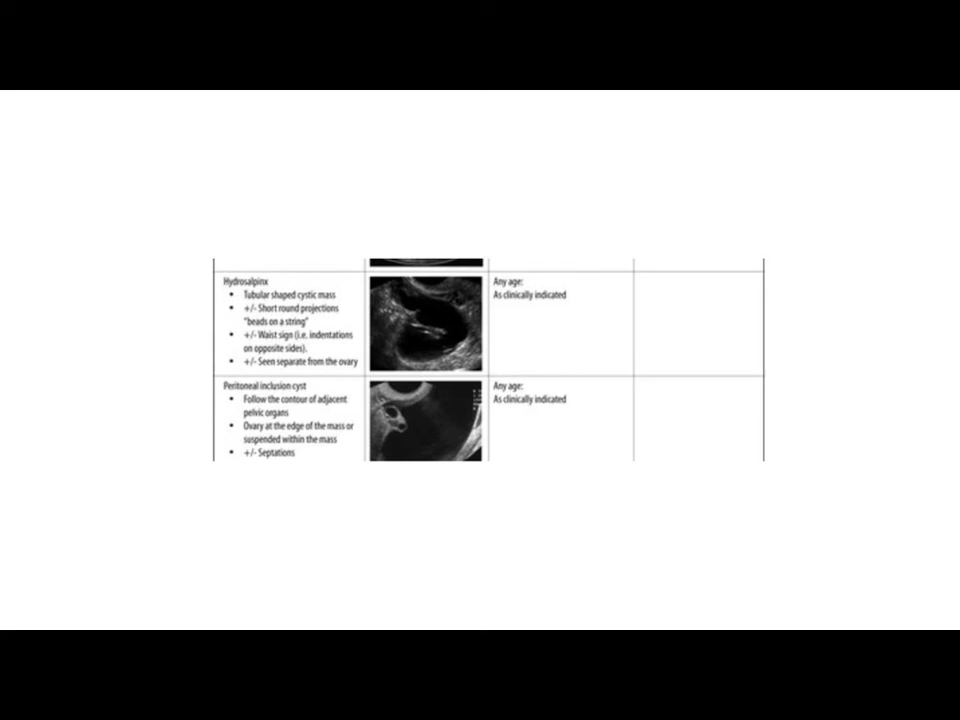 Hydrosalpinx
• Tubular shaped cystic mass
• +/- Short round projections
"beads on a string"
• +/- Waist sign (i.e. indentations
on opposite sides).
• +/- Seen separate from the ovary
Any age:
As clinically indicated
Peritoneal inclusion cyst
• Follow the contour of adjacent
pelvic organs
• Ovary at the edge of the mass or
suspended within the mass
• +/- Septations
Any age:
As clinically indicated